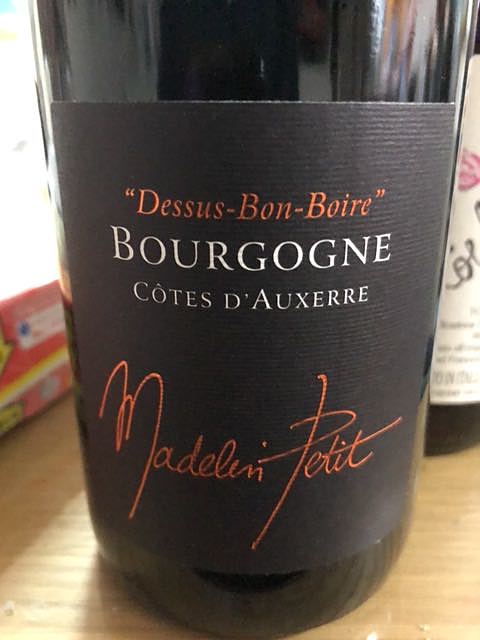 "Dessus-Bon-Boire"
BOURGOGNE
CÔTES D'AUXERRE
Madelin Petit